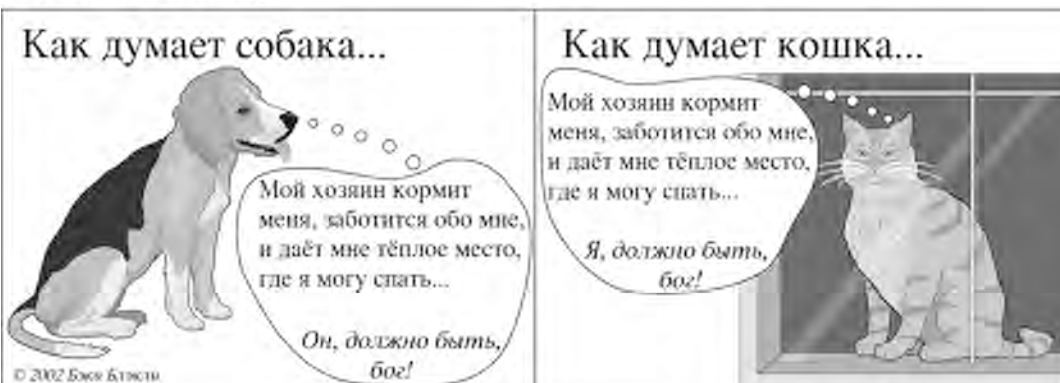 Как думает собака...
Мой хозяин кормит
меня, заботится обо мне,
и даёт мне тёплое место,
где я могу спать...
Он, должно быть,
бог!
© 2002
Как думает кошка...
Мой хозяин кормит
меня, заботится обо мне,
и даёт мне тёплое место,
где я могу спать...
Я, должно быть,
бог!